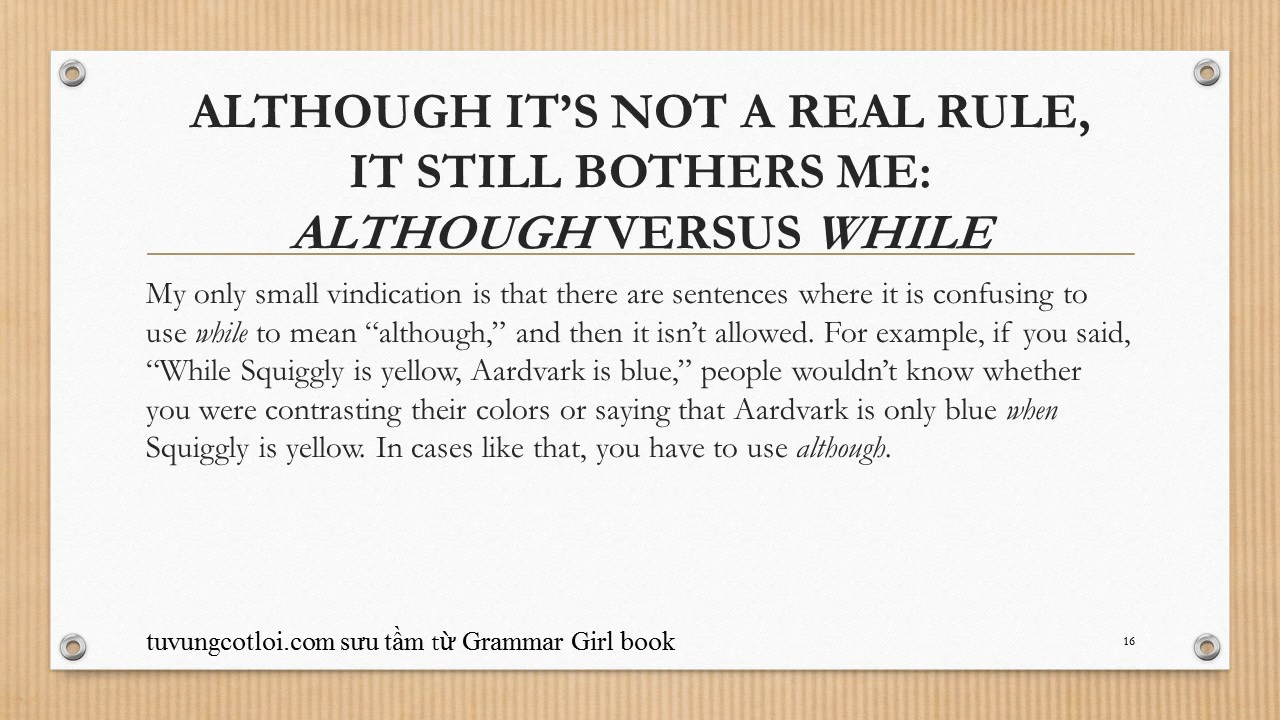 ALTHOUGH IT’S NOT A REAL RULE,
IT STILL BOTHERS ME:
ALTHOUGH VERSUS WHILE
My only small vindication is that there are sentences where it is confusing to
use while to mean “although,” and then it isn’t allowed. For example, if you said,
“While Squiggly is yellow, Aardvark is blue,” people wouldn’t know whether
you were contrasting their colors or saying that Aardvark is only blue when
Squiggly is yellow. In cases like that, you have to use although.
tuvungcotloi.com sưu tầm từ Grammar Girl book
16